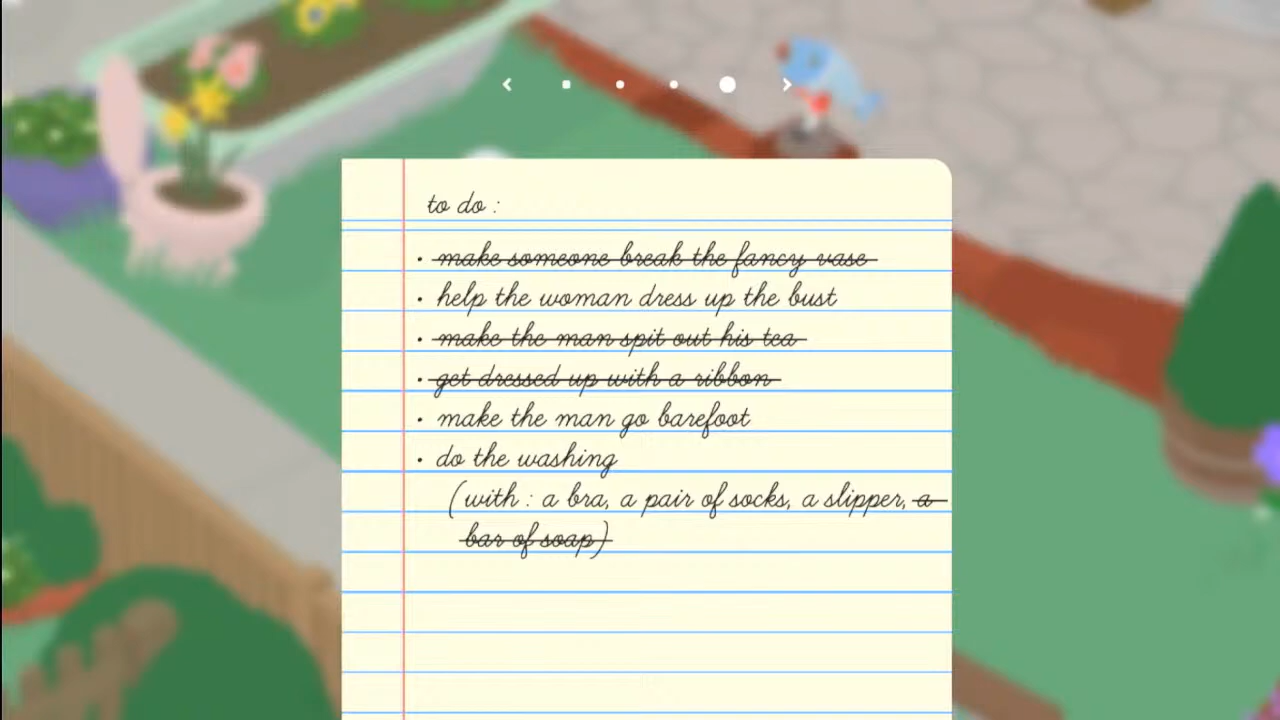 to do :
• make someone break the fancy vase
• help the woman dress up the bust
• make the man spit out his tea
• get dressed up with a ribbon
• make the man go barefoot
• do the washing
(with : a bra, a pair of socks, a slipper, a
bar of soap)